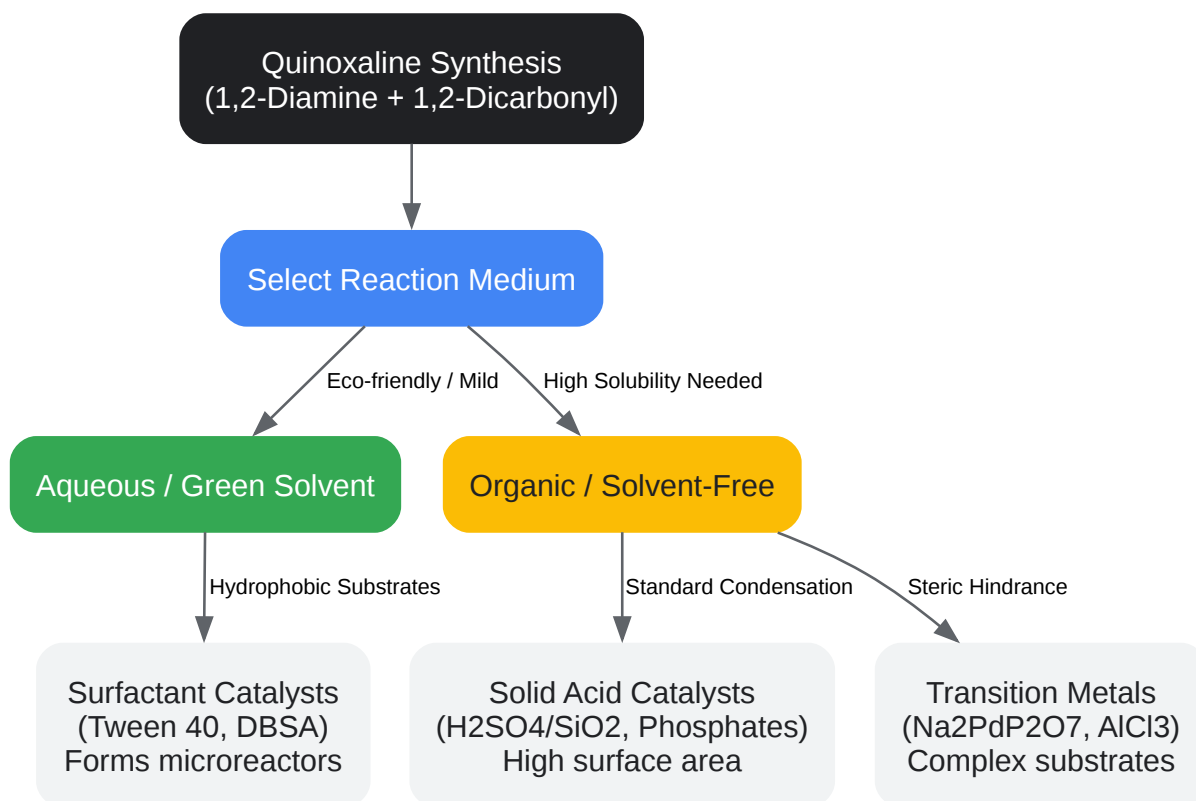 Quinoxaline Synthesis
(1,2-Diamine + 1,2-Dicarbonyl)
Select Reaction Medium
Eco-friendly / Mild
High Solubility Needed
Aqueous / Green Solvent
Organic / Solvent-Free
Hydrophobic Substrates
Standard Condensation
Steric Hindrance
Surfactant Catalysts
(Tween 40, DBSA)
Forms microreactors
Solid Acid Catalysts
(H2SO4/SiO2, Phosphates)
High surface area
Transition Metals
(Na2PdP2O7, AlCl3)
Complex substrates